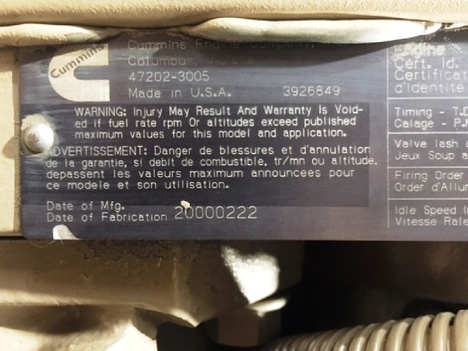 Cummins
Cummins Engine Company,
Columbus, Indiana
47202-3005
Made in U.S.A. 3926849
WARNING: Injury May Result And Warranty Is Void-
ed if fuel rate rpm Or altitudes exceed published
maximum values for this model and application.
ADVERTISSEMENT: Danger de blessures et d'annulation
de la garantie, si debit de combustible, tr/mn ou altitude,
depassent les valeurs maximum announcees pour
ce modele et son utilisation.
Date of Mfg.
Date of Fabrication 20000222
Engine
Cert. Id.
Certificat
d'Identite
Timing - T.D
Calage - P
Valve lash c
Jeux Soup a
Firing Order
Order d'Allu
Idle Speed
Vitesse Rale